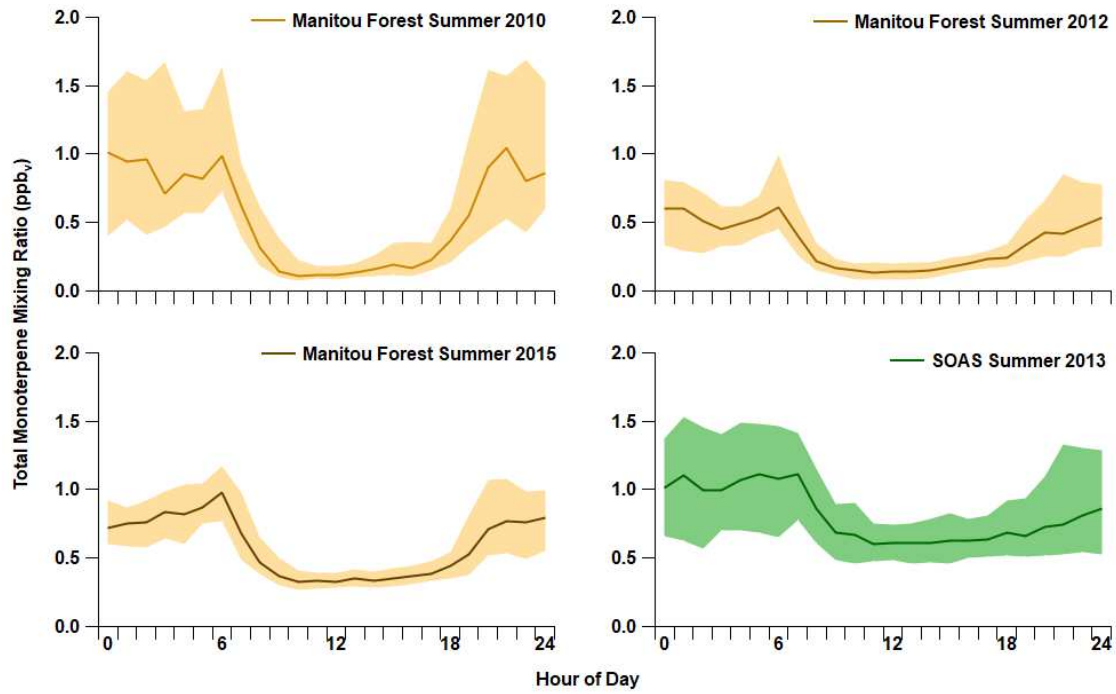 2.0
Manitou Forest Summer 2010
1.5
1.0
0.5
0.0
2.0
Manitou Forest Summer 2012
1.5
1.0
0.5
0.0
Total Monoterpene Mixing Ratio (ppbv)
2.0
Manitou Forest Summer 2015
1.5
1.0
0.5
0.0
0 6 12 18 24
2.0
SOAS Summer 2013
1.5
1.0
0.5
0.0
0 6 12 18 24
Hour of Day